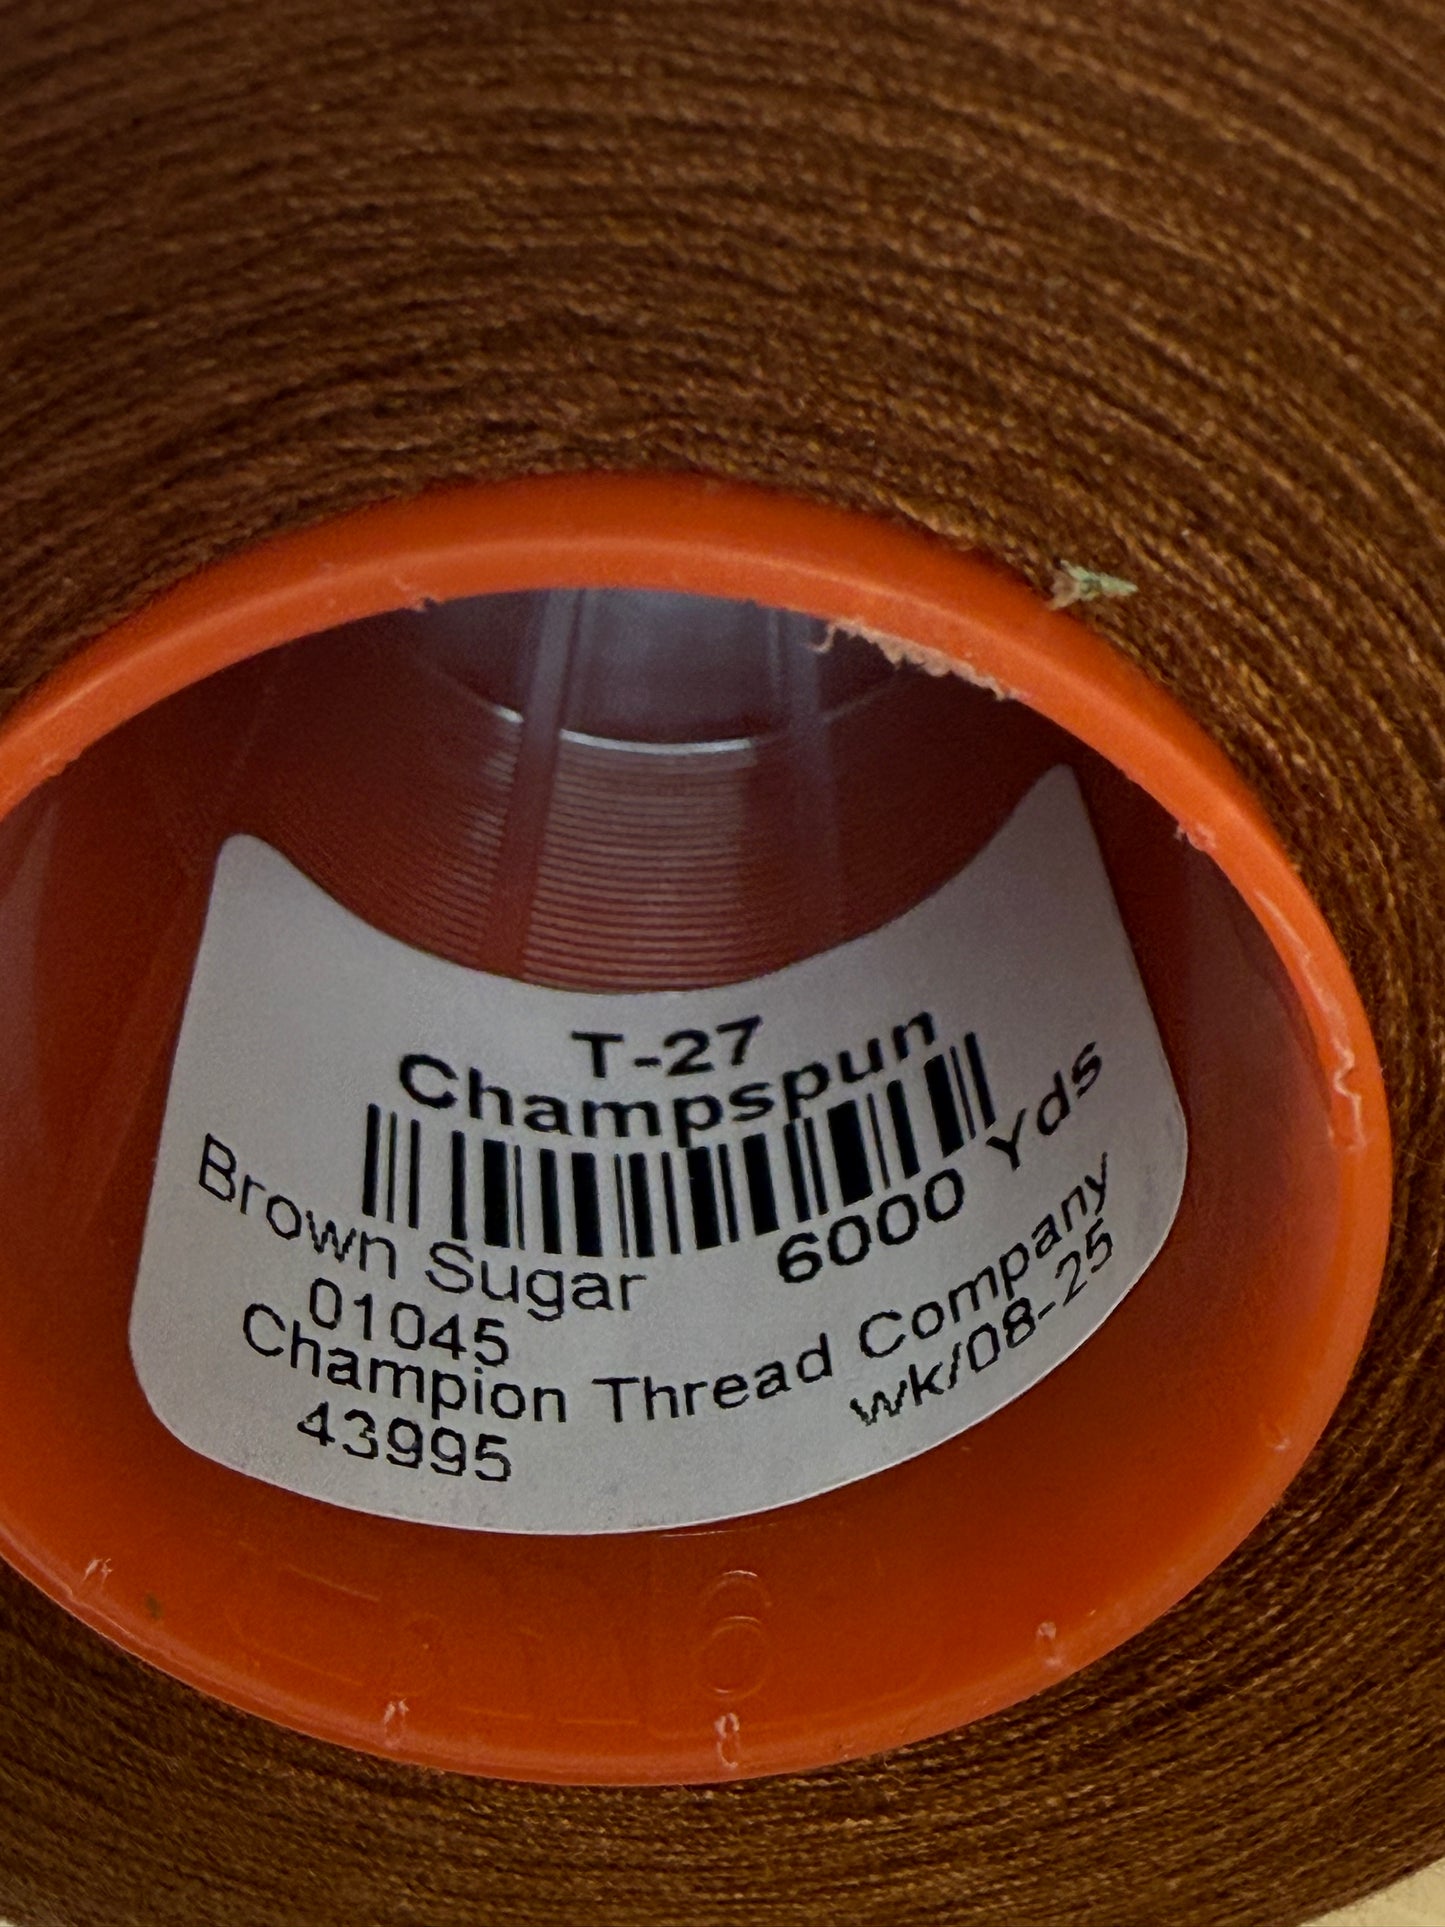 T-27
Champspun
Brown Sugar 6000 Yds
01045
Champion Thread Company
43995 wk/08-25